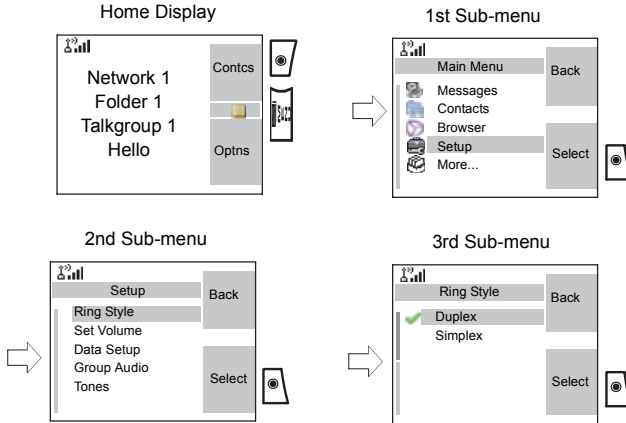 Home Display
Network 1
Folder 1
Talkgroup 1
Hello
Contcs
Optns
1st Sub-menu
Main Menu
Messages
Contacts
Browser
Setup
More...
Back
Select
2nd Sub-menu
Setup
Ring Style
Set Volume
Data Setup
Group Audio
Tones
Back
Select
3rd Sub-menu
Ring Style
Duplex
Simplex
Back
Select